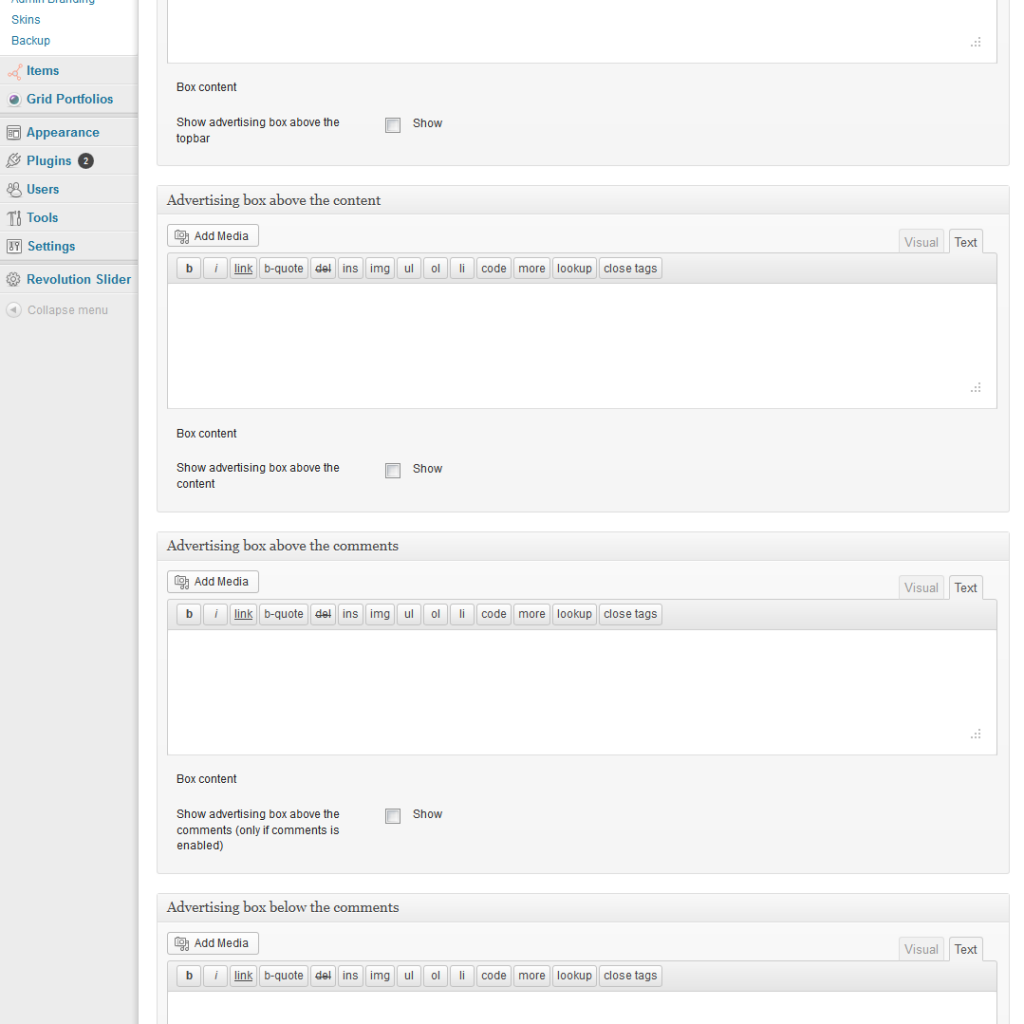 Admin Branding
Skins
Backup
Items
Grid Portfolios
Appearance
Plugins 2
Users
Tools
Settings
Revolution Slider
Collapse menu
Box content
Show advertising box above the
topbar
Show
Advertising box above the content
Add Media
Visual Text
b i link b-quote del ins img ul ol li code more lookup close tags
Box content
Show advertising box above the
content
Show
Advertising box above the comments
Add Media
Visual Text
b i link b-quote del ins img ul ol li code more lookup close tags
Box content
Show advertising box above the
comments (only if comments is
enabled)
Show
Advertising box below the comments
Add Media
Visual Text
b i link b-quote del ins img ul ol li code more lookup close tags